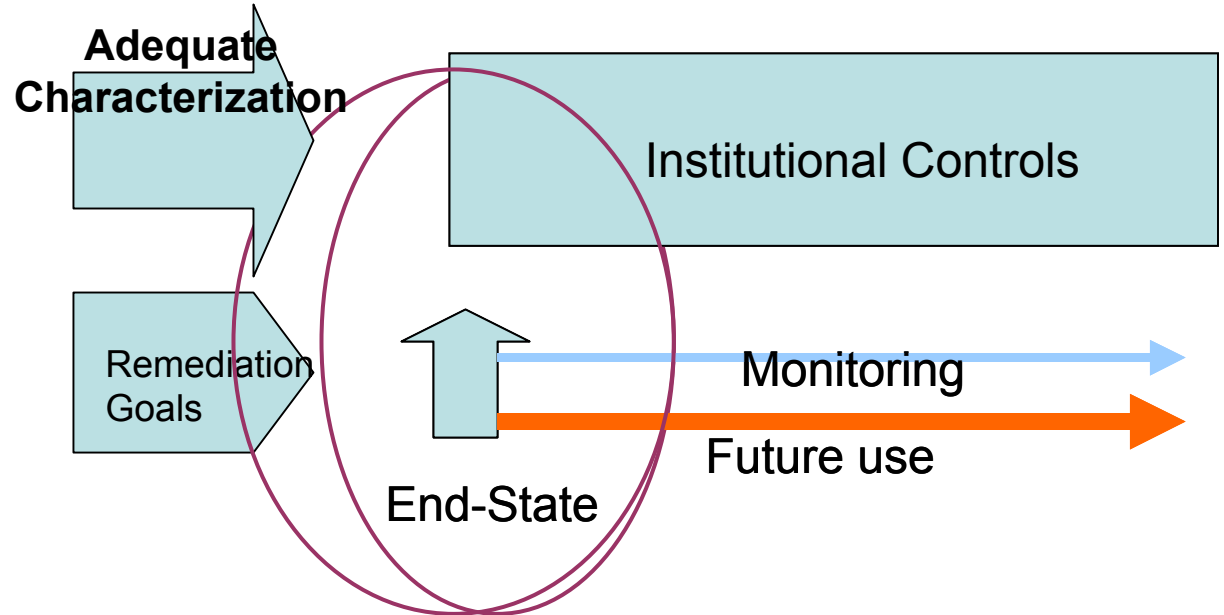 Adequate
Characterization
Institutional Controls
Remediation
Goals
Monitoring
Future use
End-State